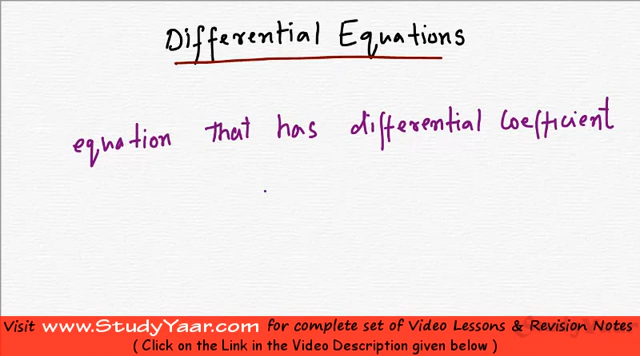 Differential Equations
equation that has differential coefficient
Visit www.StudyYaar.com for complete set of Video Lessons & Revision Notes
( Click on the Link in the Video Description given below )